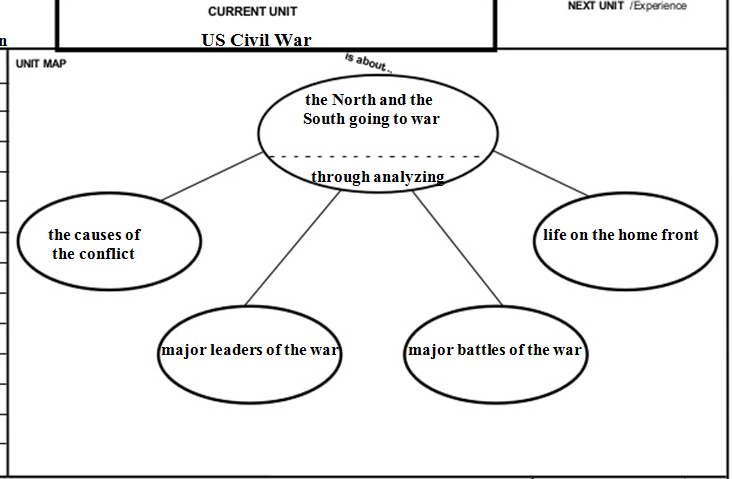 CURRENT UNIT
NEXT UNIT /Experience
n
US Civil War
UNIT MAP
is about..
the North and the
South going to war
through analyzing
the causes of
the conflict
life on the home front
major leaders of the war
major battles of the war